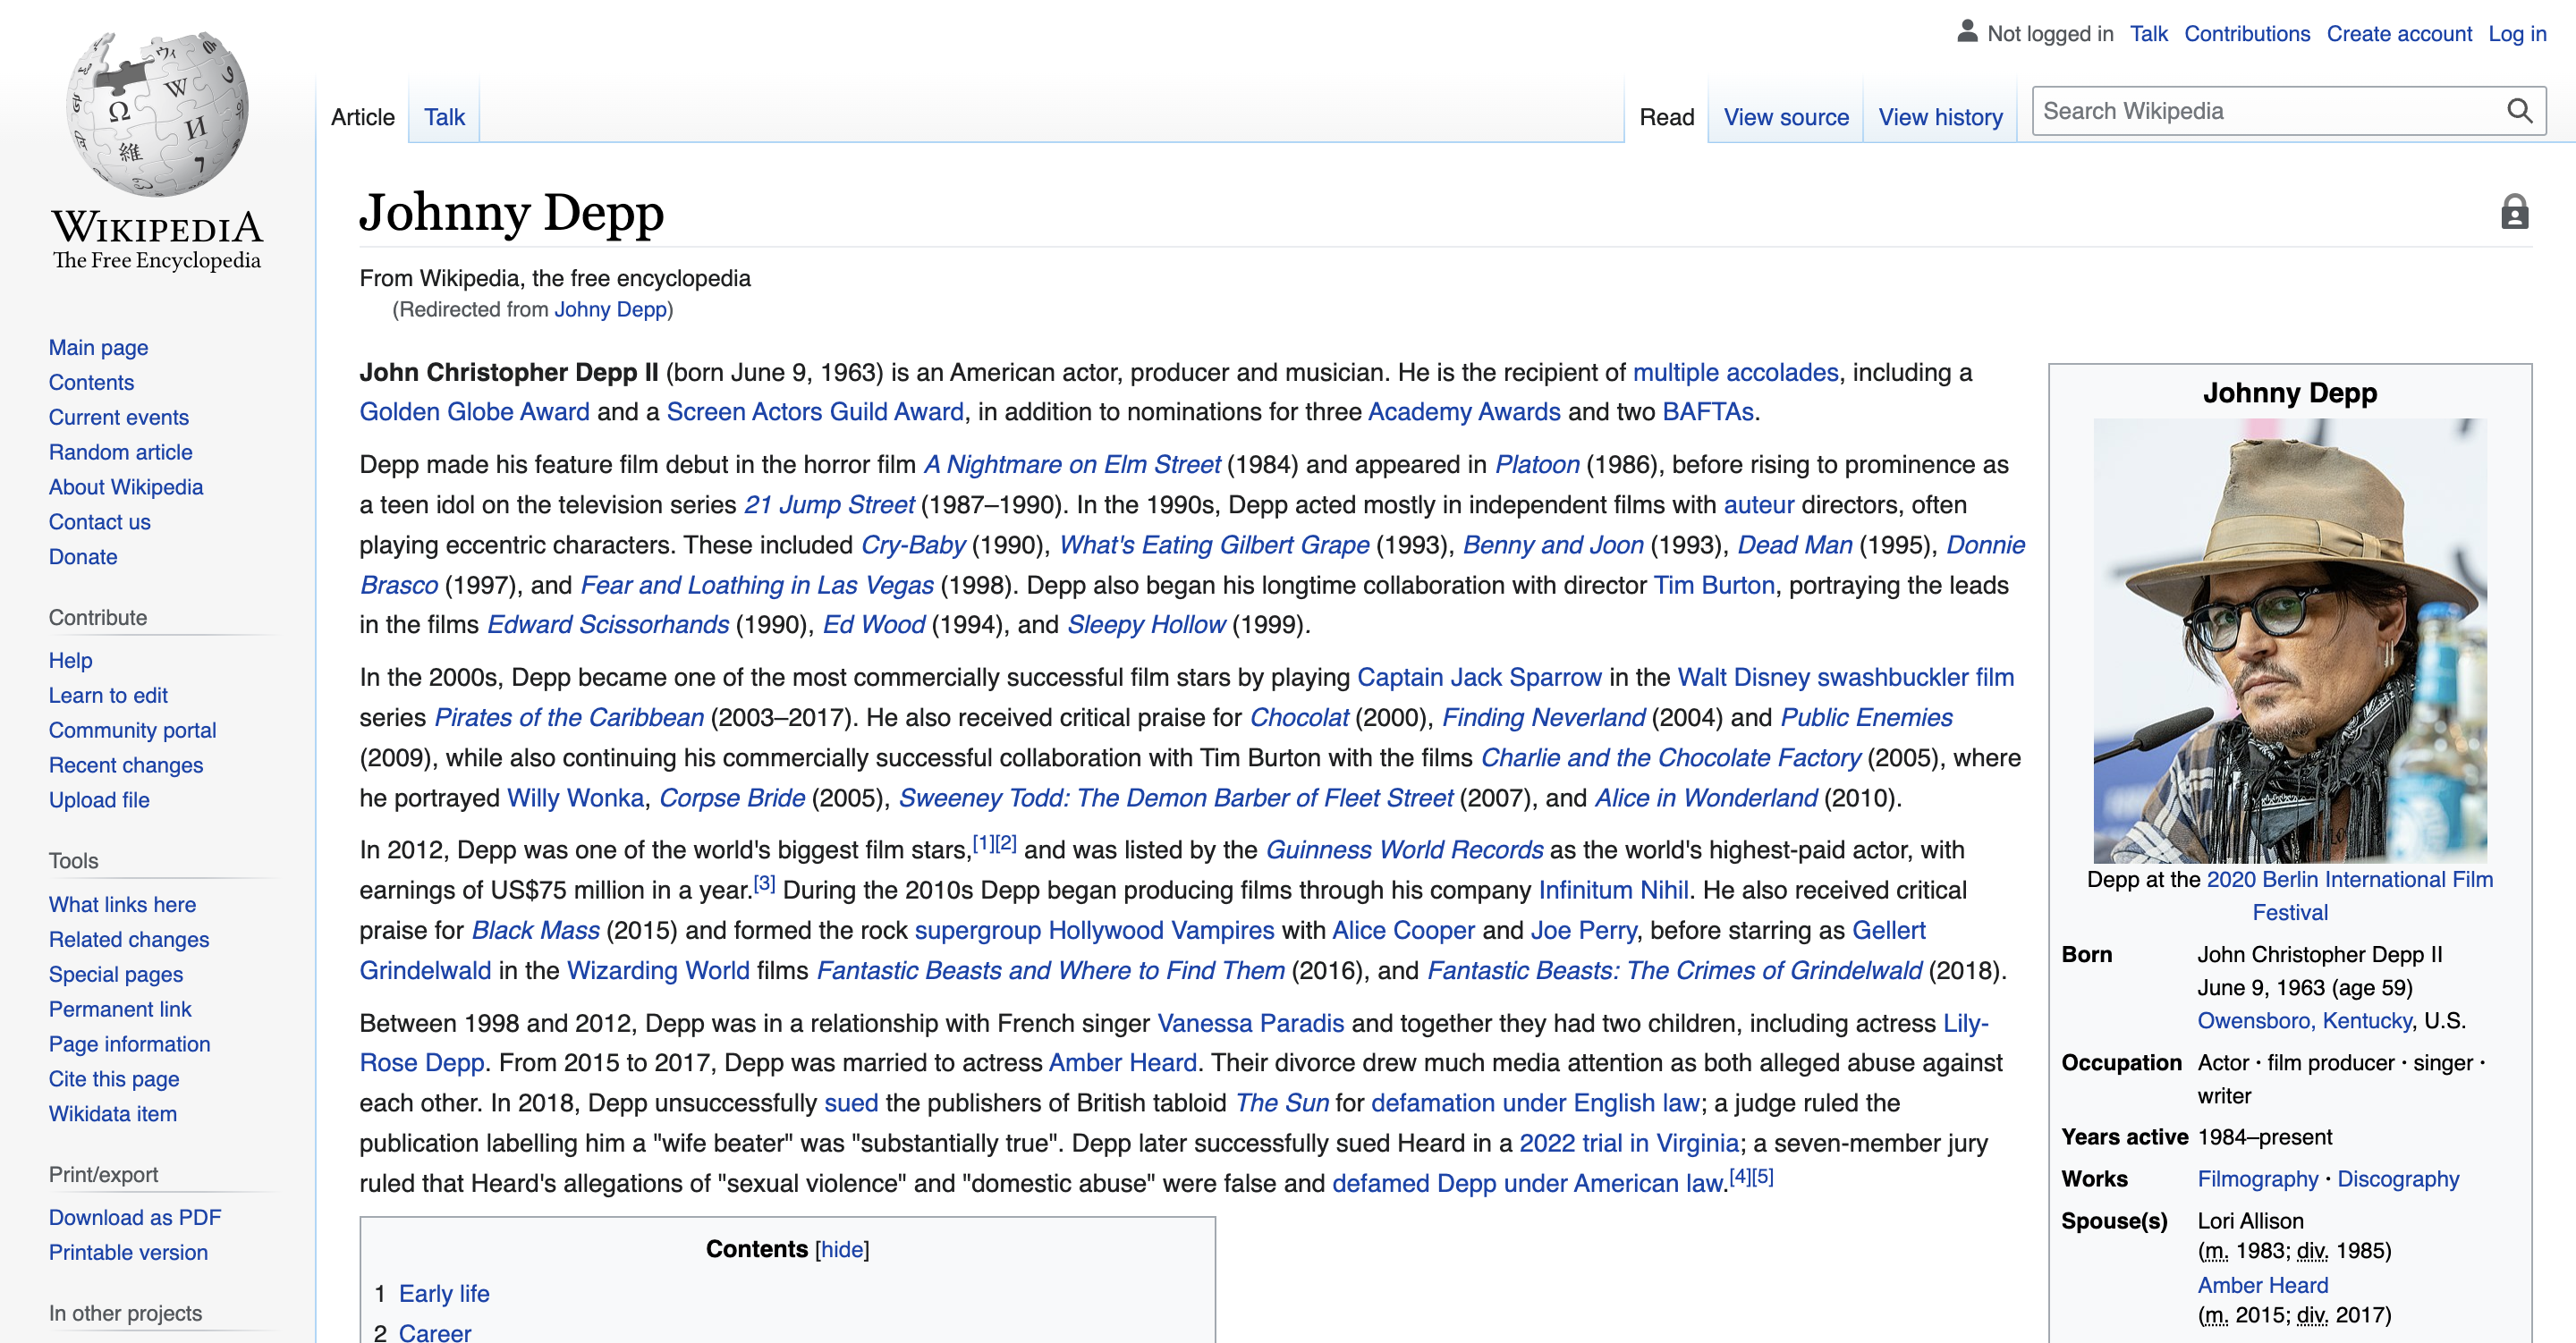 Not logged in Talk Contributions Create account Log in
Article Talk Read View source View history Search Wikipedia
WIKIPEDIA
The Free Encyclopedia
Main page
Contents
Current events
Random article
About Wikipedia
Contact us
Donate
Contribute
Help
Learn to edit
Community portal
Recent changes
Upload file
Tools
What links here
Related changes
Special pages
Permanent link
Page information
Cite this page
Wikidata item
Print/export
Download as PDF
Printable version
In other projects
Johnny Depp
From Wikipedia, the free encyclopedia
(Redirected from Johny Depp)
John Christopher Depp II (born June 9, 1963) is an American actor, producer and musician. He is the recipient of multiple accolades, including a
Golden Globe Award and a Screen Actors Guild Award, in addition to nominations for three Academy Awards and two BAFTAs.
Depp made his feature film debut in the horror film A Nightmare on Elm Street (1984) and appeared in Platoon (1986), before rising to prominence as
a teen idol on the television series 21 Jump Street (1987–1990). In the 1990s, Depp acted mostly in independent films with auteur directors, often
playing eccentric characters. These included Cry-Baby (1990), What's Eating Gilbert Grape (1993), Benny and Joon (1993), Dead Man (1995), Donnie
Brasco (1997), and Fear and Loathing in Las Vegas (1998). Depp also began his longtime collaboration with director Tim Burton, portraying the leads
in the films Edward Scissorhands (1990), Ed Wood (1994), and Sleepy Hollow (1999).
In the 2000s, Depp became one of the most commercially successful film stars by playing Captain Jack Sparrow in the Walt Disney swashbuckler film
series Pirates of the Caribbean (2003–2017). He also received critical praise for Chocolat (2000), Finding Neverland (2004) and Public Enemies
(2009), while also continuing his commercially successful collaboration with Tim Burton with the films Charlie and the Chocolate Factory (2005), where
he portrayed Willy Wonka, Corpse Bride (2005), Sweeney Todd: The Demon Barber of Fleet Street (2007), and Alice in Wonderland (2010).
In 2012, Depp was one of the world's biggest film stars,[1][2] and was listed by the Guinness World Records as the world's highest-paid actor, with
earnings of US$75 million in a year.[3] During the 2010s Depp began producing films through his company Infinitum Nihil. He also received critical
praise for Black Mass (2015) and formed the rock supergroup Hollywood Vampires with Alice Cooper and Joe Perry, before starring as Gellert
Grindelwald in the Wizarding World films Fantastic Beasts and Where to Find Them (2016), and Fantastic Beasts: The Crimes of Grindelwald (2018).
Between 1998 and 2012, Depp was in a relationship with French singer Vanessa Paradis and together they had two children, including actress Lily-
Rose Depp. From 2015 to 2017, Depp was married to actress Amber Heard. Their divorce drew much media attention as both alleged abuse against
each other. In 2018, Depp unsuccessfully sued the publishers of British tabloid The Sun for defamation under English law; a judge ruled the
publication labelling him a "wife beater" was "substantially true". Depp later successfully sued Heard in a 2022 trial in Virginia; a seven-member jury
ruled that Heard's allegations of "sexual violence" and "domestic abuse" were false and defamed Depp under American law.[4][5]
Contents [hide]
1 Early life
2 Career
Johnny Depp
Depp at the 2020 Berlin International Film
Festival
Born John Christopher Depp II
June 9, 1963 (age 59)
Owensboro, Kentucky, U.S.
Occupation Actor · film producer · singer ·
writer
Years active 1984–present
Works Filmography · Discography
Spouse(s) Lori Allison
(m. 1983; div. 1985)
Amber Heard
(m. 2015; div. 2017)